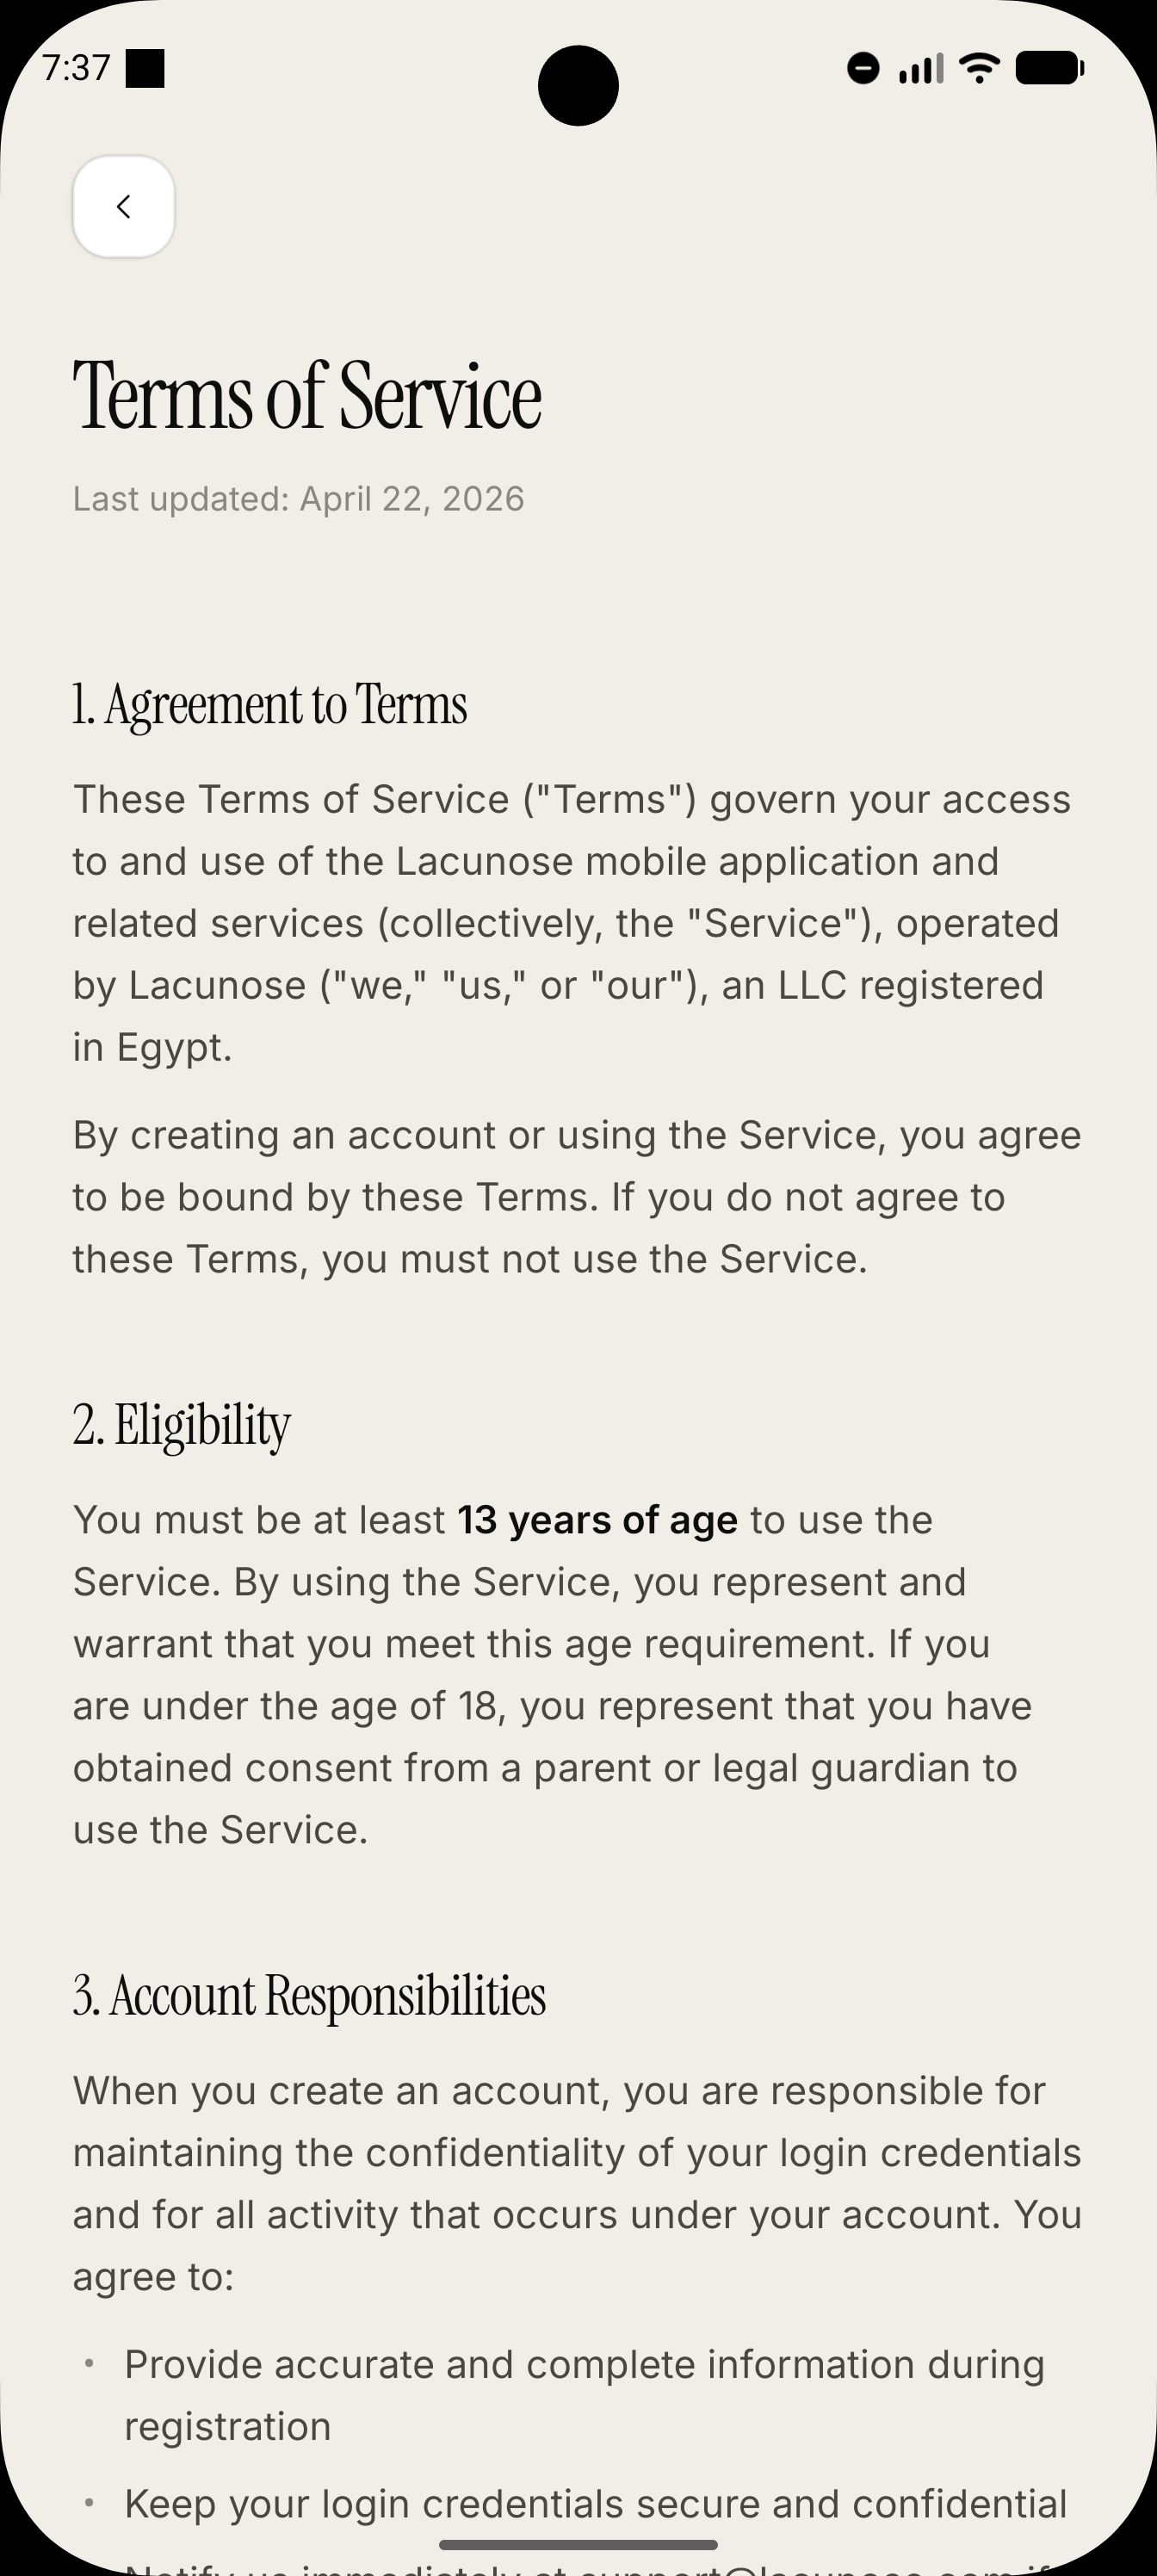 7:37
Terms of Service
Last updated: April 22, 2026
1. Agreement to Terms
These Terms of Service ("Terms") govern your access
to and use of the Lacunose mobile application and
related services (collectively, the "Service"), operated
by Lacunose ("we," "us," or "our"), an LLC registered
in Egypt.
By creating an account or using the Service, you agree
to be bound by these Terms. If you do not agree to
these Terms, you must not use the Service.
2. Eligibility
You must be at least 13 years of age to use the
Service. By using the Service, you represent and
warrant that you meet this age requirement. If you
are under the age of 18, you represent that you have
obtained consent from a parent or legal guardian to
use the Service.
3. Account Responsibilities
When you create an account, you are responsible for
maintaining the confidentiality of your login credentials
and for all activity that occurs under your account. You
agree to:
• Provide accurate and complete information during
registration
• Keep your login credentials secure and confidential
Notify us immediately at support@lacunose.com if